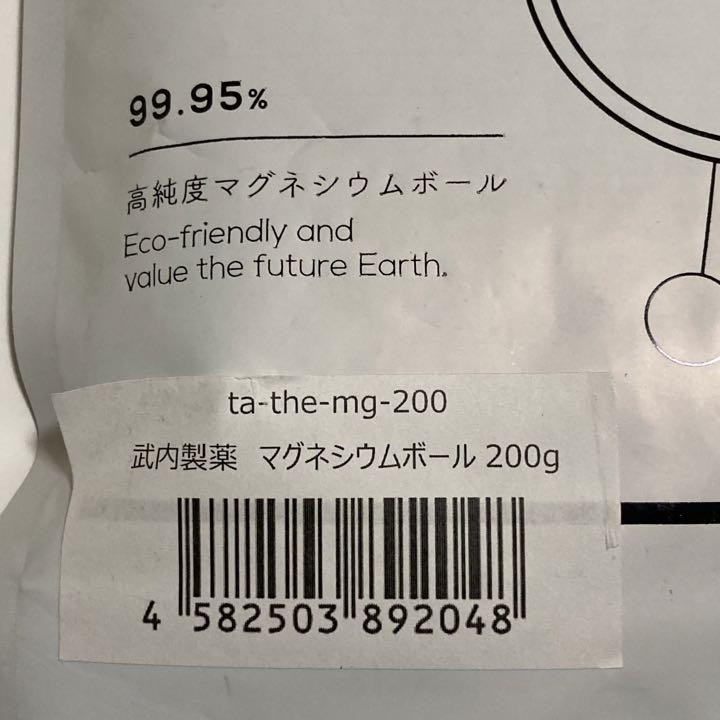 99.95%
高純度マグネシウムボール
Eco-friendly and
value the future Earth.
ta-the-mg-200
武内製薬 マグネシウムボール 200g
4 582503 892048